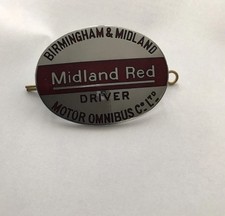 BIRMINGHAM & MIDLAND
Midland Red
DRIVER
MOTOR OMNIBUS Co LTD